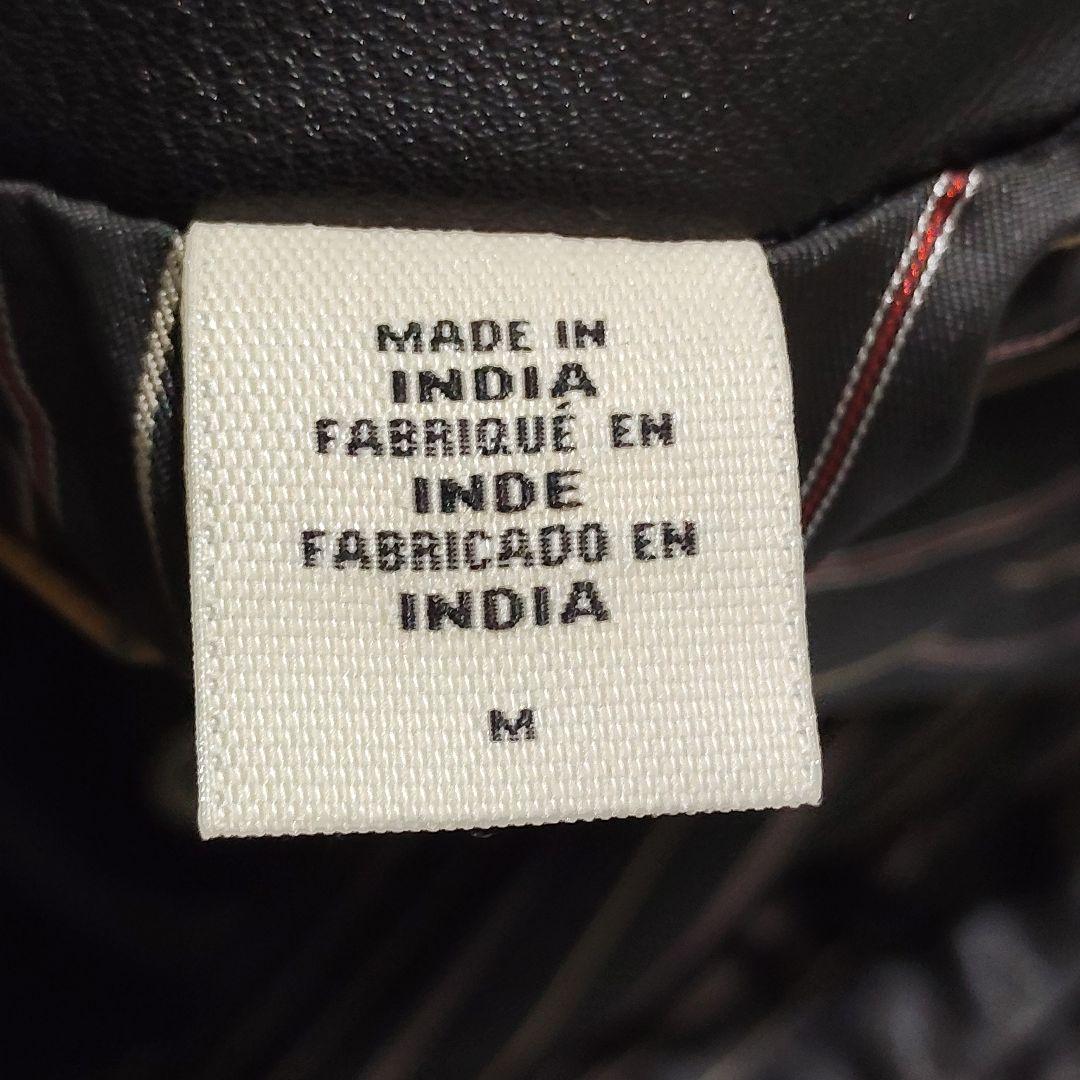 MADE IN
INDIA
FABRIQUÉ EN
INDE
FABRICADO EN
INDIA
M